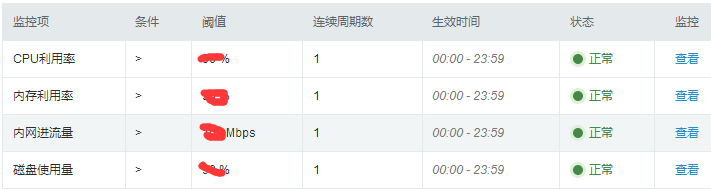 监控项 条件 阈值 连续周期数 生效时间 状态 监控
CPU利用率 > % 1 00:00 - 23:59 正常 查看
内存利用率 > 1 00:00 - 23:59 正常 查看
内网进流量 > Mbps 1 00:00 - 23:59 正常 查看
磁盘使用量 > % 1 00:00 - 23:59 正常 查看